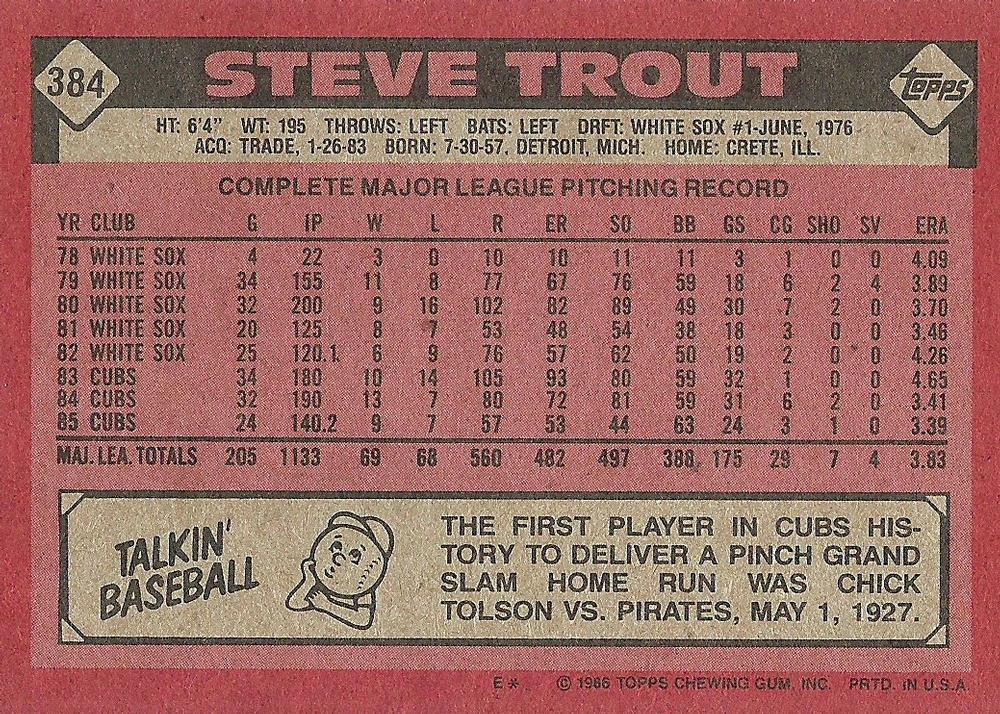 384
STEVE TROUT
TOPPS
HT: 6'4" WT: 195 THROWS: LEFT BATS: LEFT DRFT: WHITE SOX #1-JUNE, 1976
ACQ: TRADE, 1-26-83 BORN: 7-30-57, DETROIT, MICH. HOME: CRETE, ILL.
COMPLETE MAJOR LEAGUE PITCHING RECORD
YR CLUB G IP W L R ER SO BB GS CG SHO SV ERA
78 WHITE SOX 4 22 3 0 10 10 11 11 3 1 0 0 4.09
79 WHITE SOX 34 155 11 8 77 67 76 59 18 6 2 4 3.89
80 WHITE SOX 32 200 9 16 102 82 89 49 30 7 2 0 3.70
81 WHITE SOX 20 125 8 7 53 48 54 38 18 3 0 0 3.46
82 WHITE SOX 25 120.1 6 9 76 57 62 50 19 2 0 0 4.26
83 CUBS 34 180 10 14 105 93 80 59 32 1 0 0 4.65
84 CUBS 32 190 13 7 80 72 81 59 31 6 2 0 3.41
85 CUBS 24 140.2 9 7 57 53 44 63 24 3 1 0 3.39
MAJ. LEA. TOTALS 205 1133 69 68 560 482 497 388 175 29 7 4 3.83
TALKIN'
BASEBALL
THE FIRST PLAYER IN CUBS HIS-
TORY TO DELIVER A PINCH GRAND
SLAM HOME RUN WAS CHICK
TOLSON VS. PIRATES, MAY 1, 1927.
E* © 1986 TOPPS CHEWING GUM, INC. PRTD. IN U.S.A.